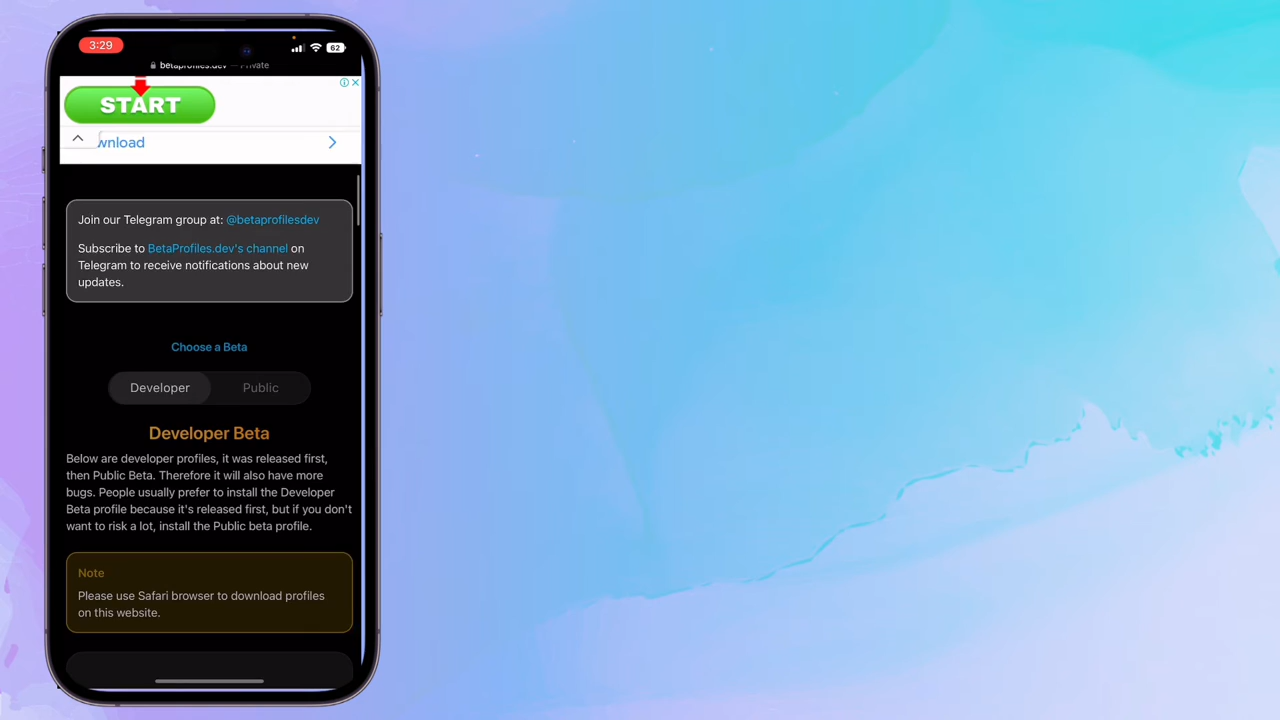 3:29
62
betaprofiles.dev — Private
START
wnload
Join our Telegram group at: @betaprofilesdev
Subscribe to BetaProfiles.dev's channel on
Telegram to receive notifications about new
updates.
Choose a Beta
Developer
Public
Developer Beta
Below are developer profiles, it was released first,
then Public Beta. Therefore it will also have more
bugs. People usually prefer to install the Developer
Beta profile because it's released first, but if you don't
want to risk a lot, install the Public beta profile.
Note
Please use Safari browser to download profiles
on this website.